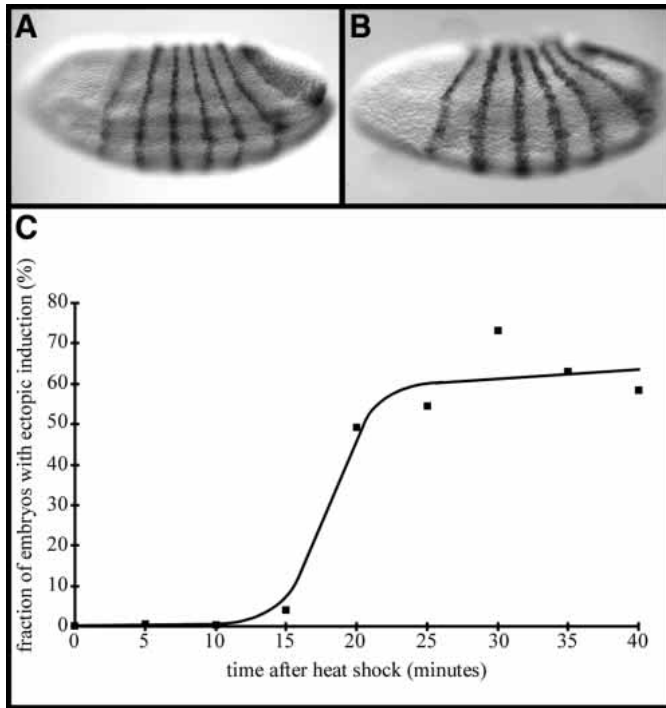 A
B
C
fraction of embryos with ectopic induction (%)
80
70
60
50
40
30
20
10
0
0 5 10 15 20 25 30 35 40
time after heat shock (minutes)